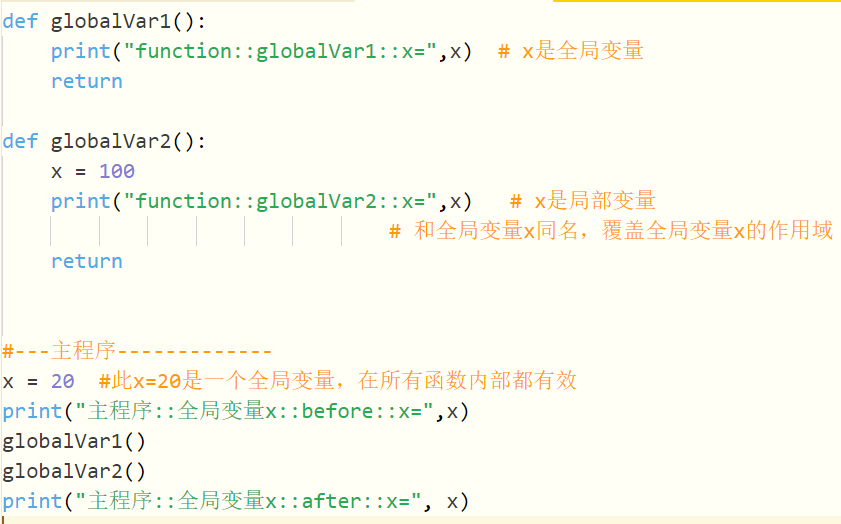 def globalVar1():
    print("function::globalVar1::x=",x)  # x是全局变量
    return
def globalVar2():
    x = 100
    print("function::globalVar2::x=",x)   # x是局部变量
                                # 和全局变量x同名，覆盖全局变量x的作用域
    return
#---主程序-------------
x = 20  #此x=20是一个全局变量，在所有函数内部都有效
print("主程序::全局变量x::before::x=",x)
globalVar1()
globalVar2()
print("主程序::全局变量x::after::x=", x)